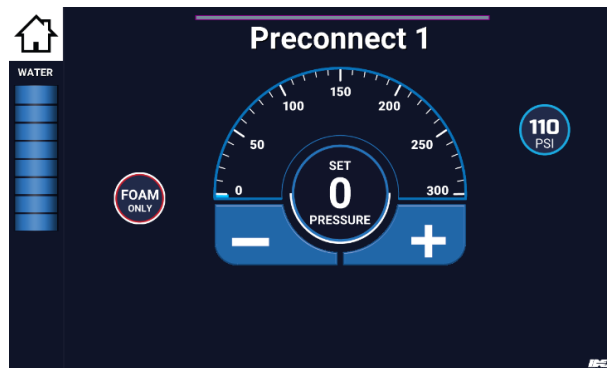 Preconnect 1
WATER
0
50
100
150
200
250
300
SET
0
PRESSURE
FOAM
ONLY
110
PSI